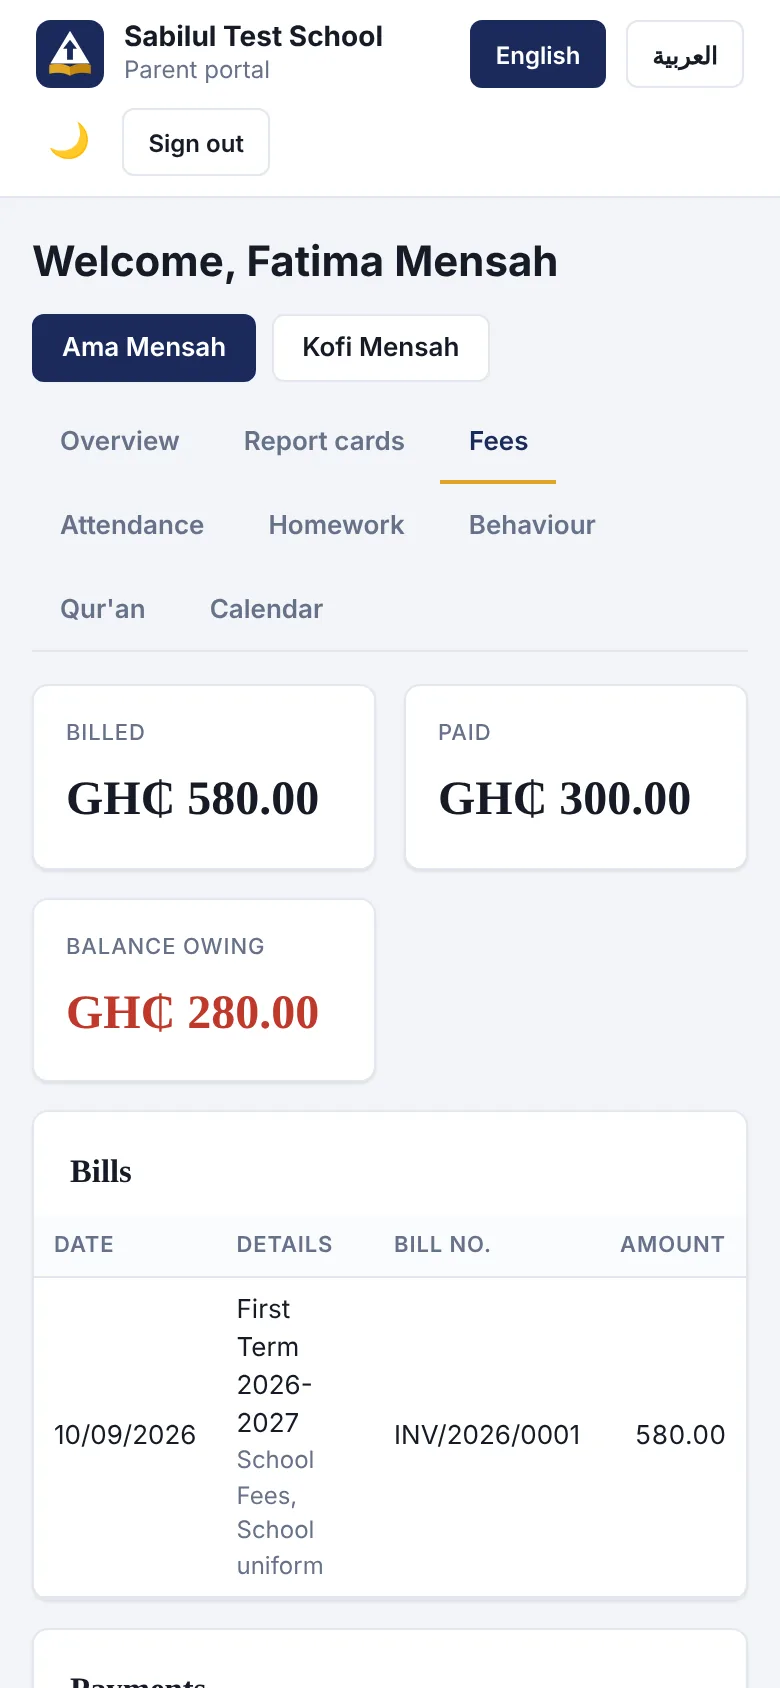 Sabilul Test School
Parent portal
English
العربية
Sign out
Welcome, Fatima Mensah
Ama Mensah
Kofi Mensah
Overview
Report cards
Fees
Attendance
Homework
Behaviour
Qur'an
Calendar
BILLED
GH₵ 580.00
PAID
GH₵ 300.00
BALANCE OWING
GH₵ 280.00
Bills
DATE DETAILS BILL NO. AMOUNT
10/09/2026
First
Term
2026-
2027
School
Fees,
School
uniform
INV/2026/0001
580.00
Payments